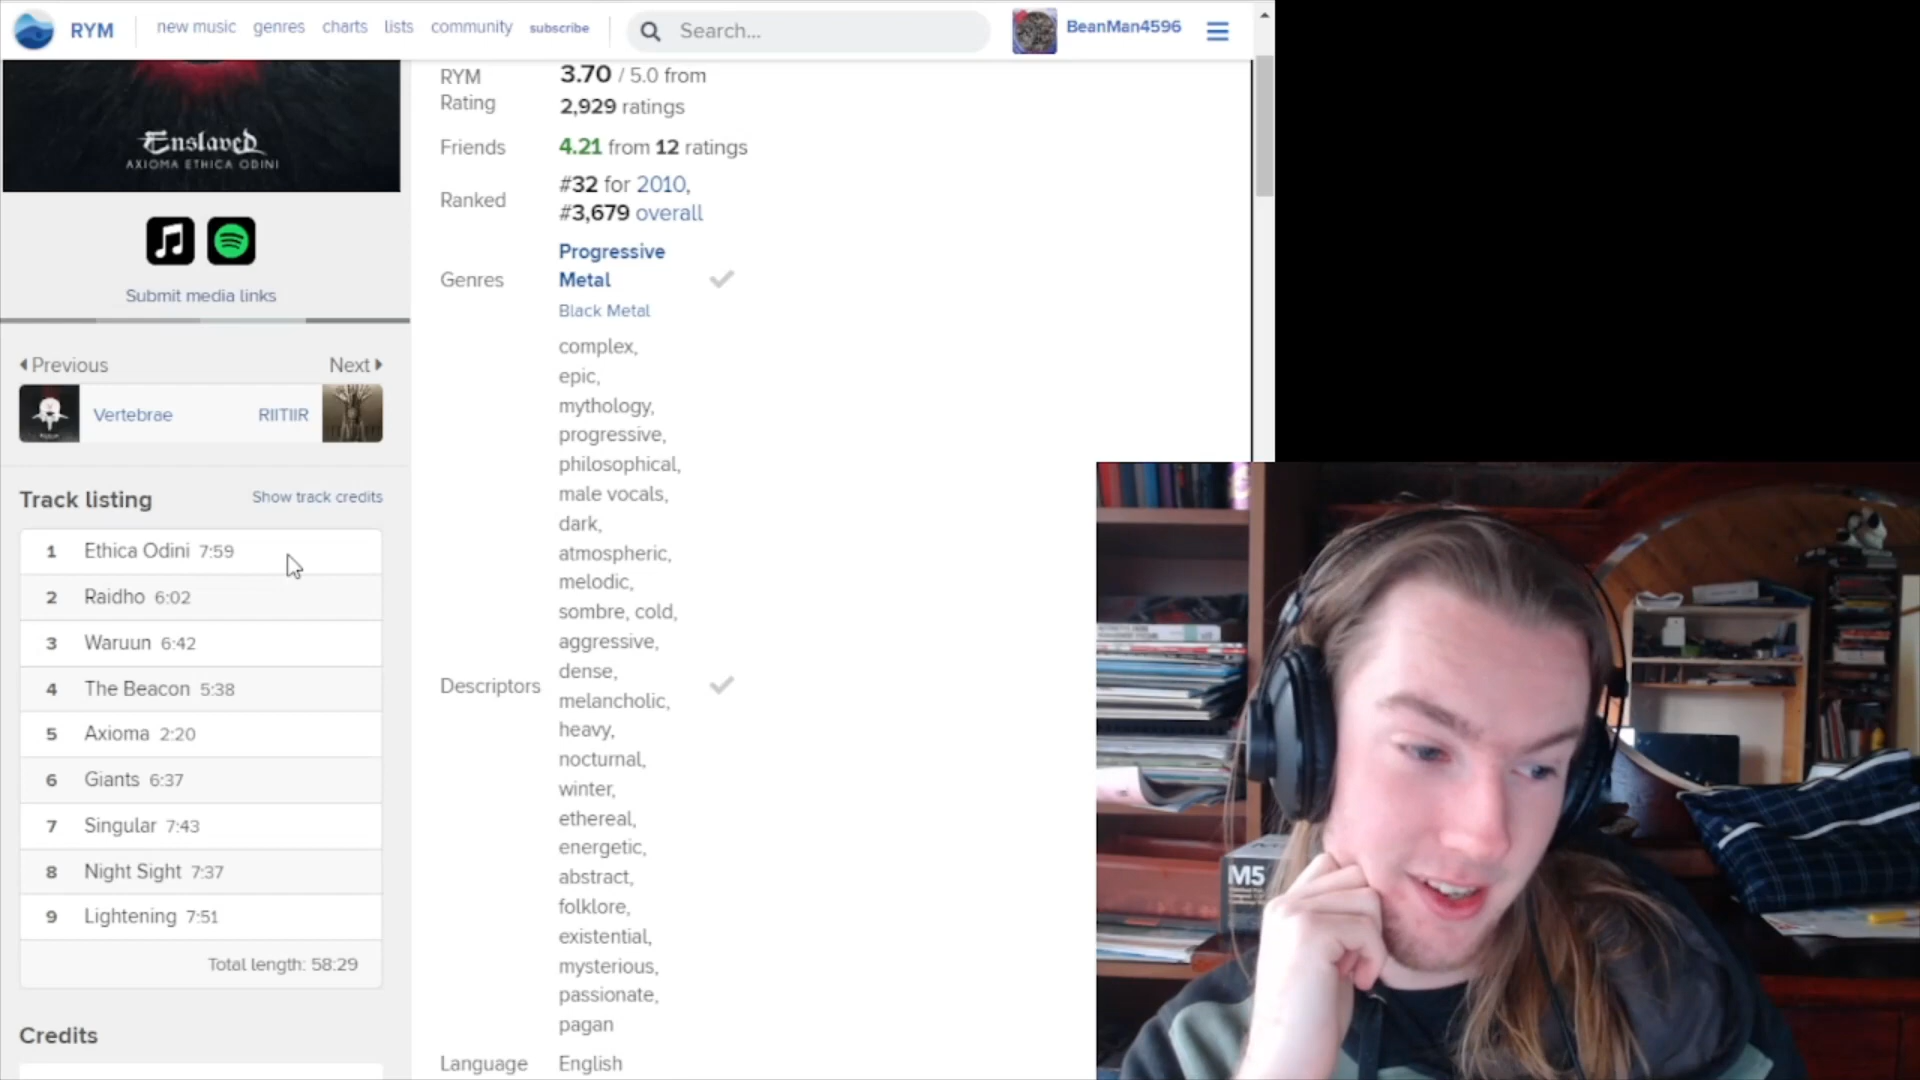 RYM new music genres charts lists community subscribe Search... BeanMan4596
Enslaved
AXIOMA ETHICA ODINI
Submit media links
Previous Next
Vertebrae RIITIIR
Track listing Show track credits
1 Ethica Odini 7:59
2 Raidho 6:02
3 Waruun 6:42
4 The Beacon 5:38
5 Axioma 2:20
6 Giants 6:37
7 Singular 7:43
8 Night Sight 7:37
9 Lightening 7:51
Total length: 58:29
Credits
RYM Rating
3.70 / 5.0 from
2,929 ratings
Friends 4.21 from 12 ratings
Ranked
#32 for 2010,
#3,679 overall
Genres
Progressive
Metal
Black Metal
Descriptors
complex,
epic,
mythology,
progressive,
philosophical,
male vocals,
dark,
atmospheric,
melodic,
sombre, cold,
aggressive,
dense,
melancholic,
heavy,
nocturnal,
winter,
ethereal,
energetic,
abstract,
folklore,
existential,
mysterious,
passionate,
pagan
Language English
M5